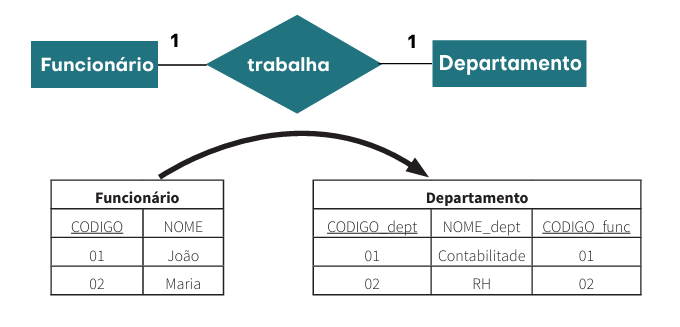 1 1
Funcionário trabalha Departamento
Funcionário Departamento
CODIGO NOME CODIGO_dept NOME_dept CODIGO_func
01 João 01 Contabilitade 01
02 Maria 02 RH 02